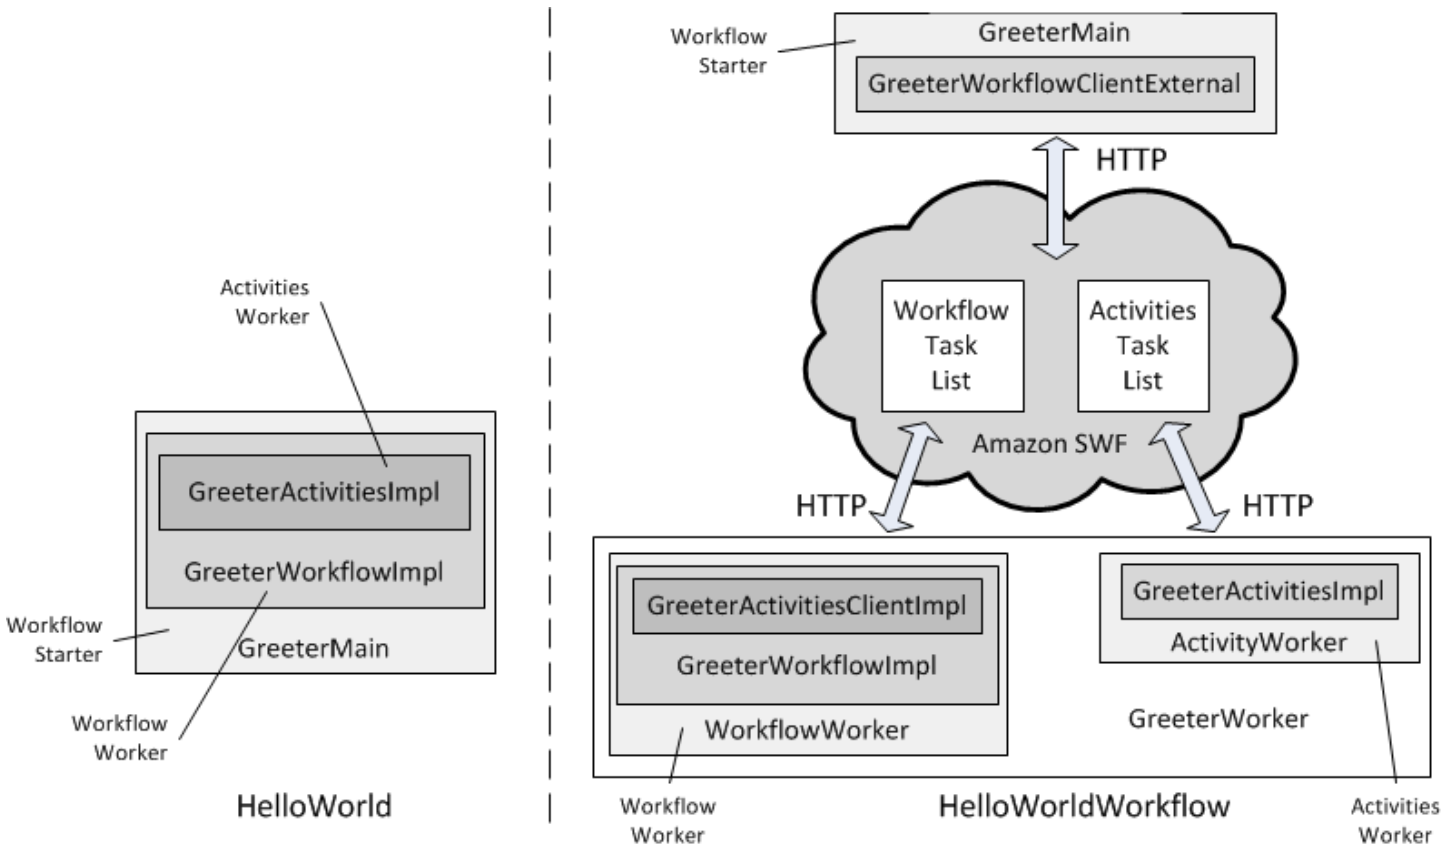 Activities
Worker
GreeterActivitiesImpl
GreeterWorkflowImpl
Workflow
Starter
GreeterMain
Workflow
Worker
HelloWorld
Workflow
Starter
GreeterMain
GreeterWorkflowClientExternal
HTTP
Workflow
Task
List
Activities
Task
List
Amazon SWF
HTTP
HTTP
GreeterActivitiesClientImpl
GreeterWorkflowImpl
WorkflowWorker
GreeterActivitiesImpl
ActivityWorker
GreeterWorker
Workflow
Worker
HelloWorldWorkflow
Activities
Worker